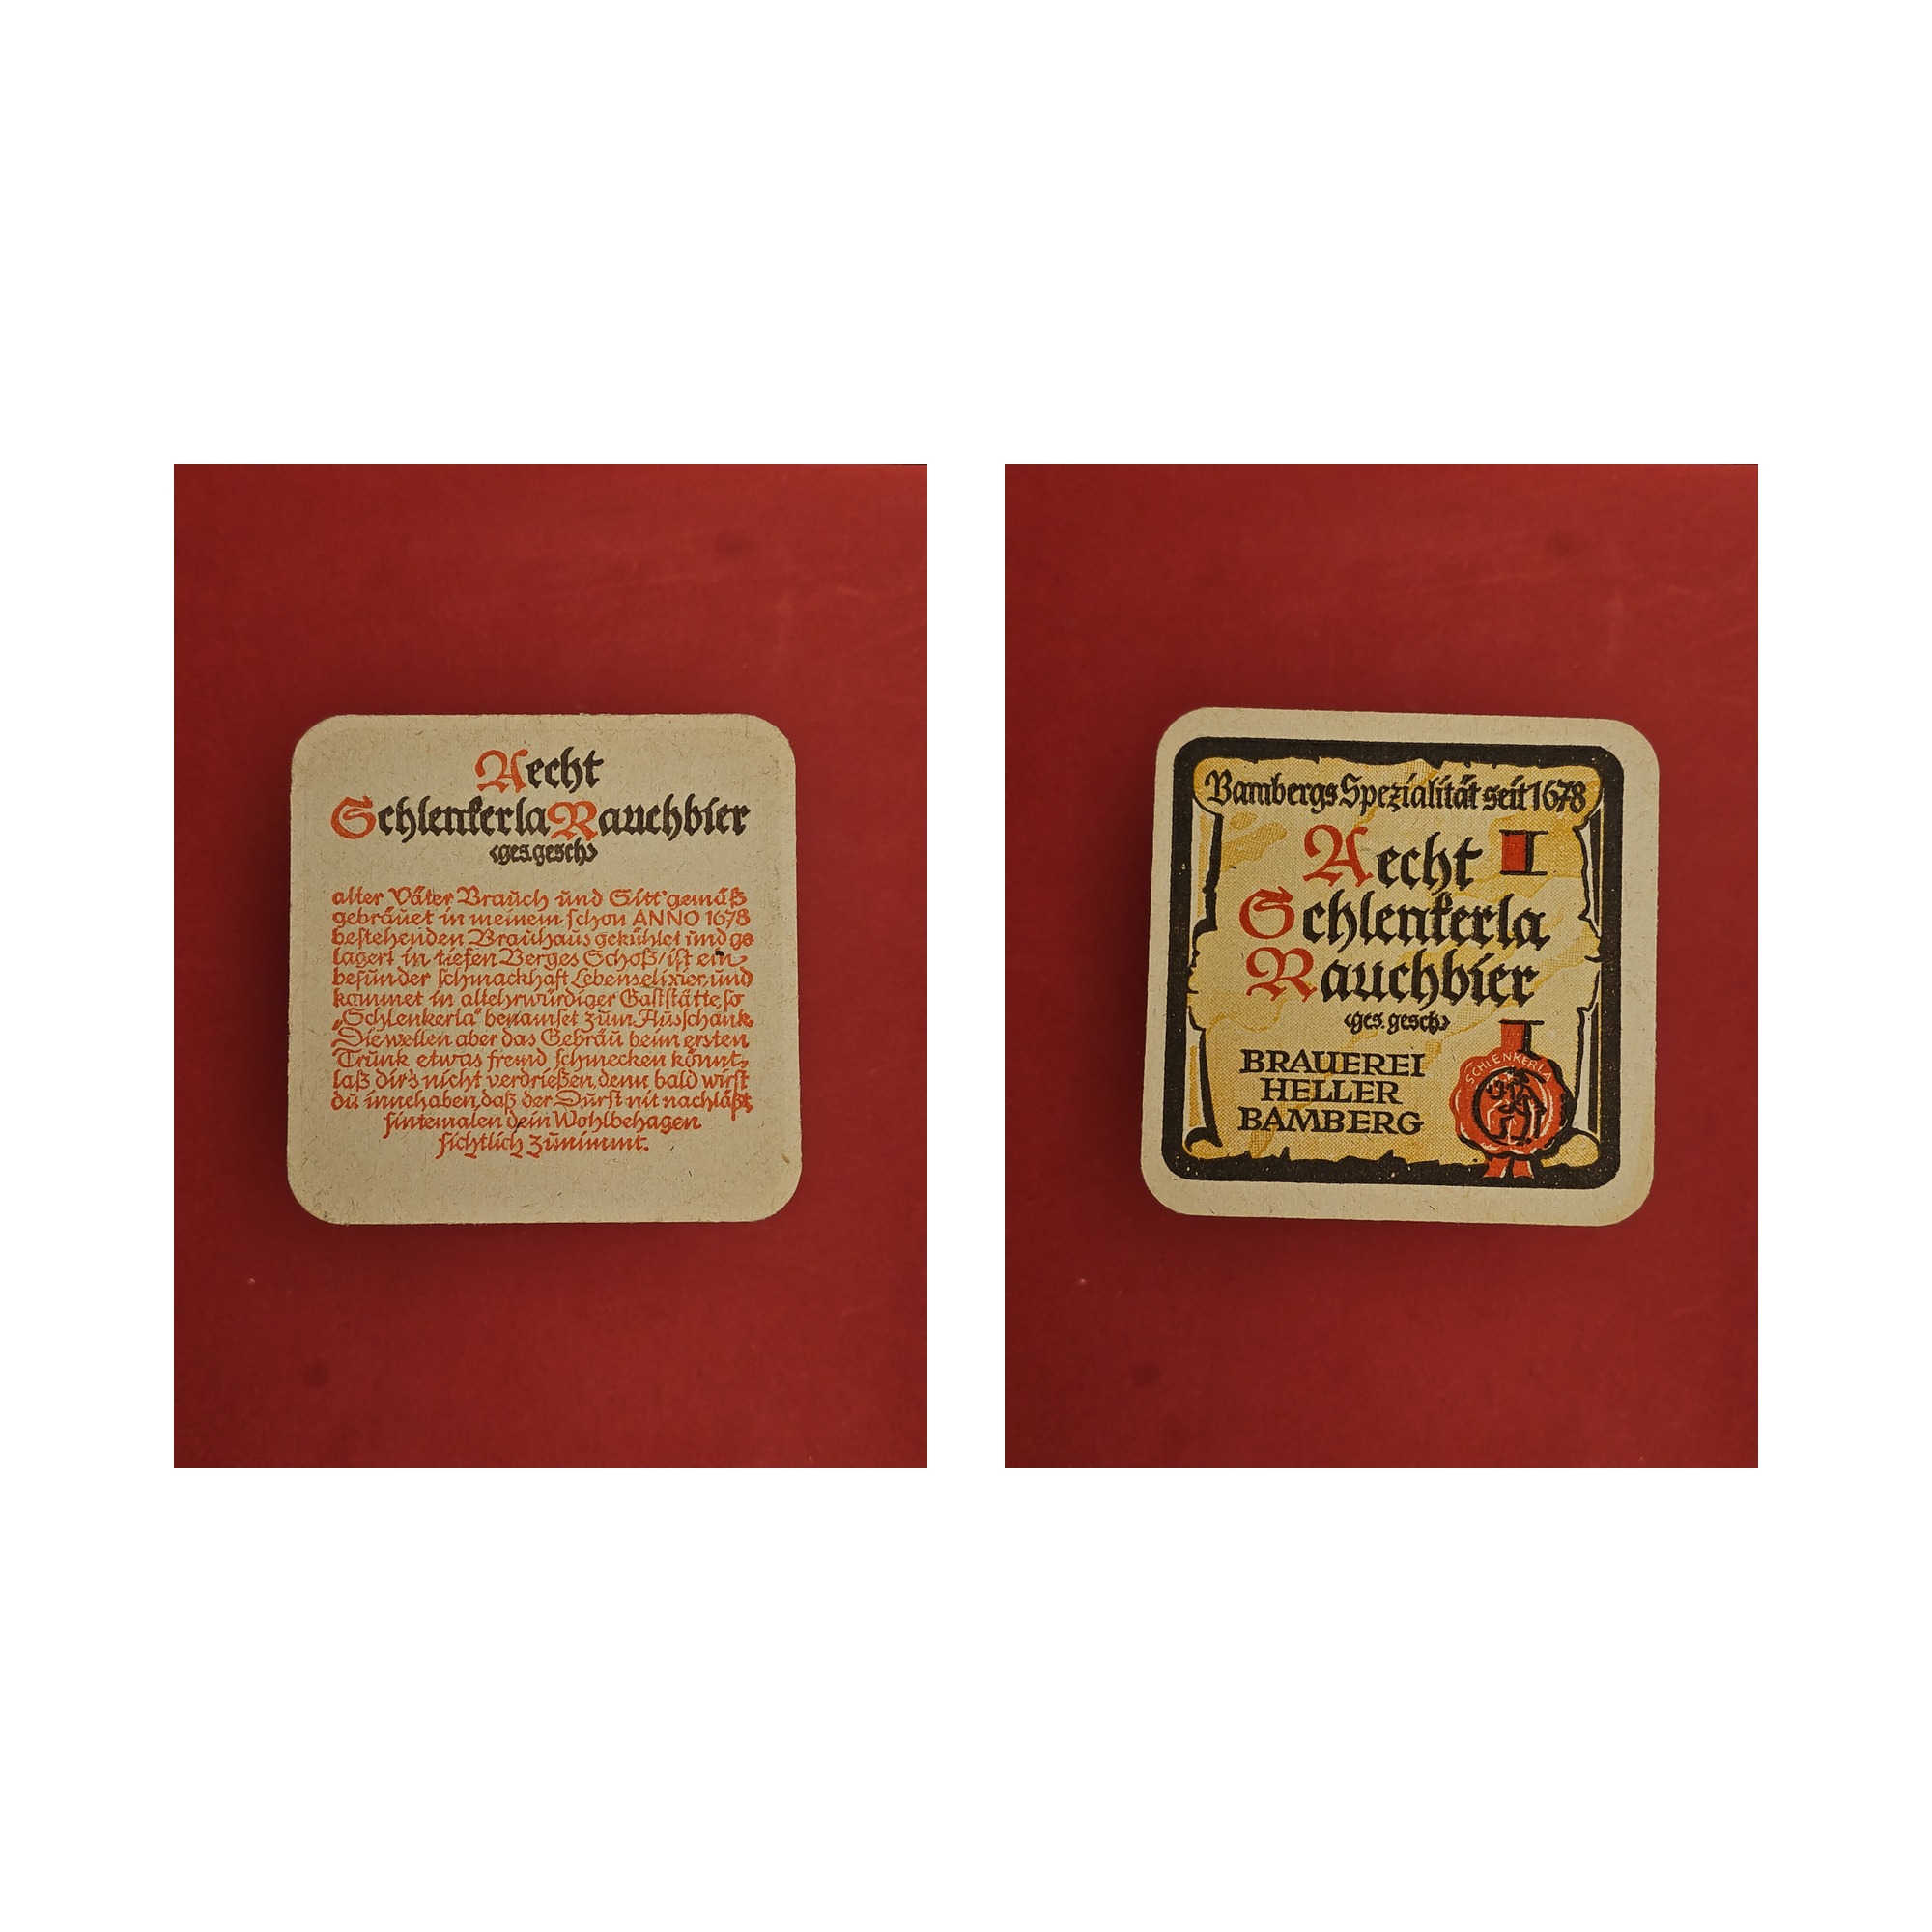 Aecht
Schlenkerla Rauchbier
<ges. gesch>
alter Väter Brauch und Sitt' gemäß
gebräuet in meinem schon ANNO 1678
bestehenden Brauhaus gekühlet und ge
lagert in tiefen Berges Schoß/ist ein
besunder schmackhaft Lebenselixier, und
kommet in altehrwürdiger Gaststätte, so
„Schlenkerla" benamset zum Ausschank.
Dieweilen aber das Gebräu beim ersten
Trunk etwas fremd schmecken könnt,
laß dir's nicht verdrießen, denn bald wirst
du innehaben, daß der Durst nit nachläßt,
sintemalen dein Wohlbehagen
sichtlich zunimmt.
Bambergs Spezialität seit 1678
Aecht
Schlenkerla
Rauchbier
<ges. gesch>
BRAUEREI
HELLER
BAMBERG
SCHLENKERLA